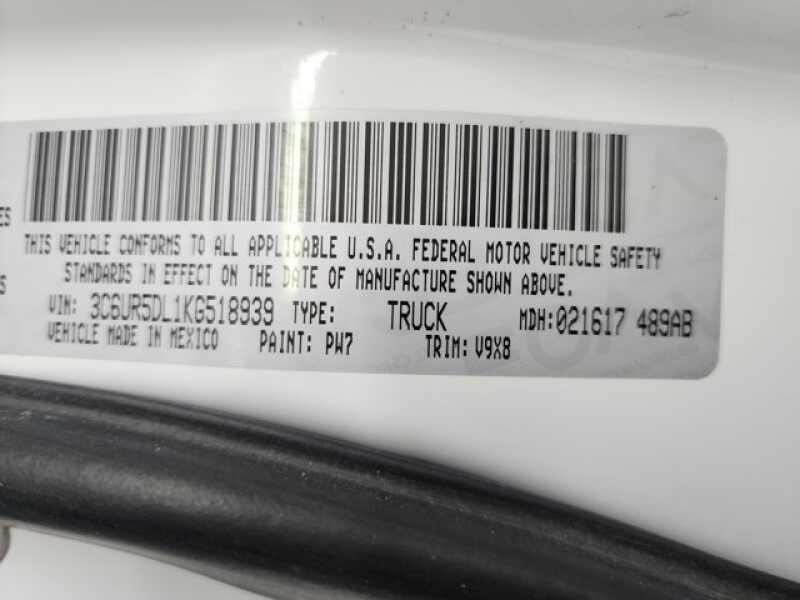 ES
THIS VEHICLE CONFORMS TO ALL APPLICABLE U.S.A. FEDERAL MOTOR VEHICLE SAFETY
STANDARDS IN EFFECT ON THE DATE OF MANUFACTURE SHOWN ABOVE.
S
VIN: 3C6UR5DL1KG518939 TYPE: TRUCK MDH:021617 489AB
VEHICLE MADE IN MEXICO PAINT: PW7 TRIM: V9X8